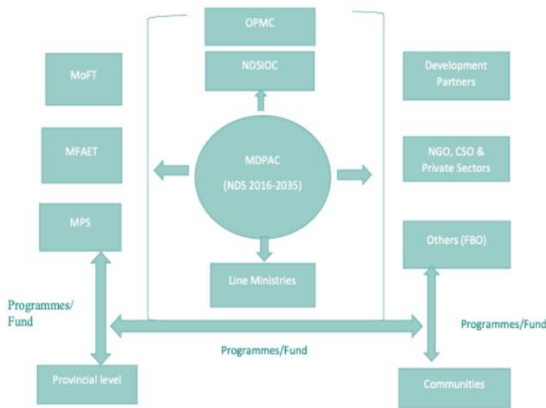 OPMC
NDSIOC
MoFT
MFAET
MPS
MDPAC
(NDS 2016-2035)
Development
Partners
NGO, CSO &
Private Sectors
Others (FBO)
Line Ministries
Programmes/
Fund
Programmes/Fund
Programmes/Fund
Provincial level
Communities